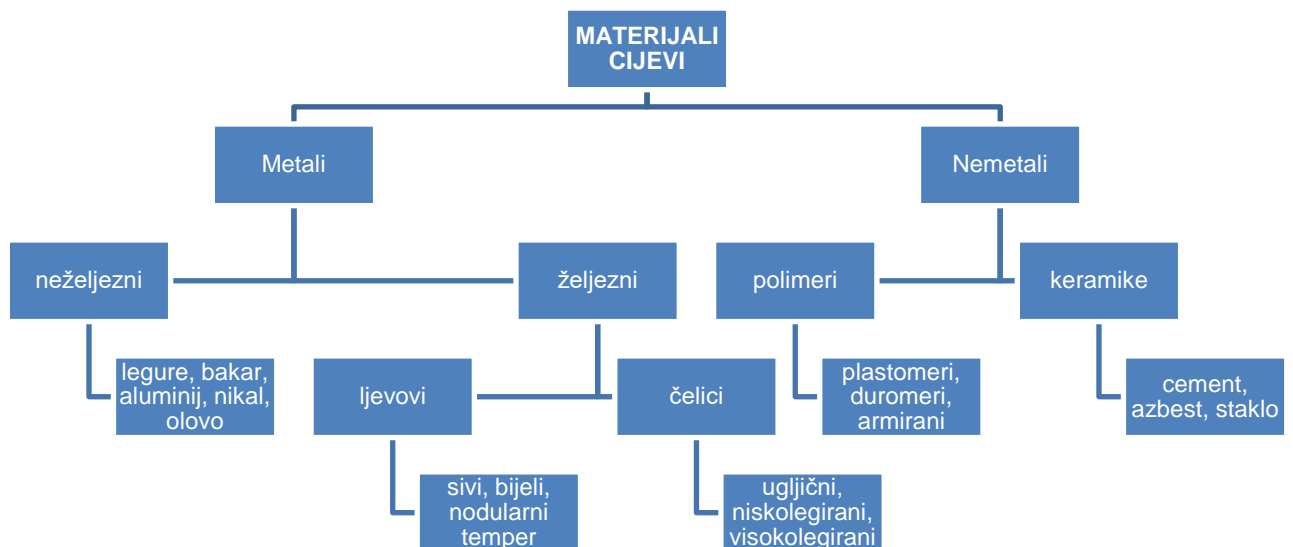 MATERIJALI
CIJEVI
Metali
Nemetali
neželjezni
željezni
polimeri
keramike
legure, bakar,
aluminij, nikal,
olovo
ljevovi
čelici
plastomeri,
duromeri,
armirani
cement,
azbest, staklo
sivi, bijeli,
nodularni
temper
ugljični,
niskolegirani,
visokolegirani